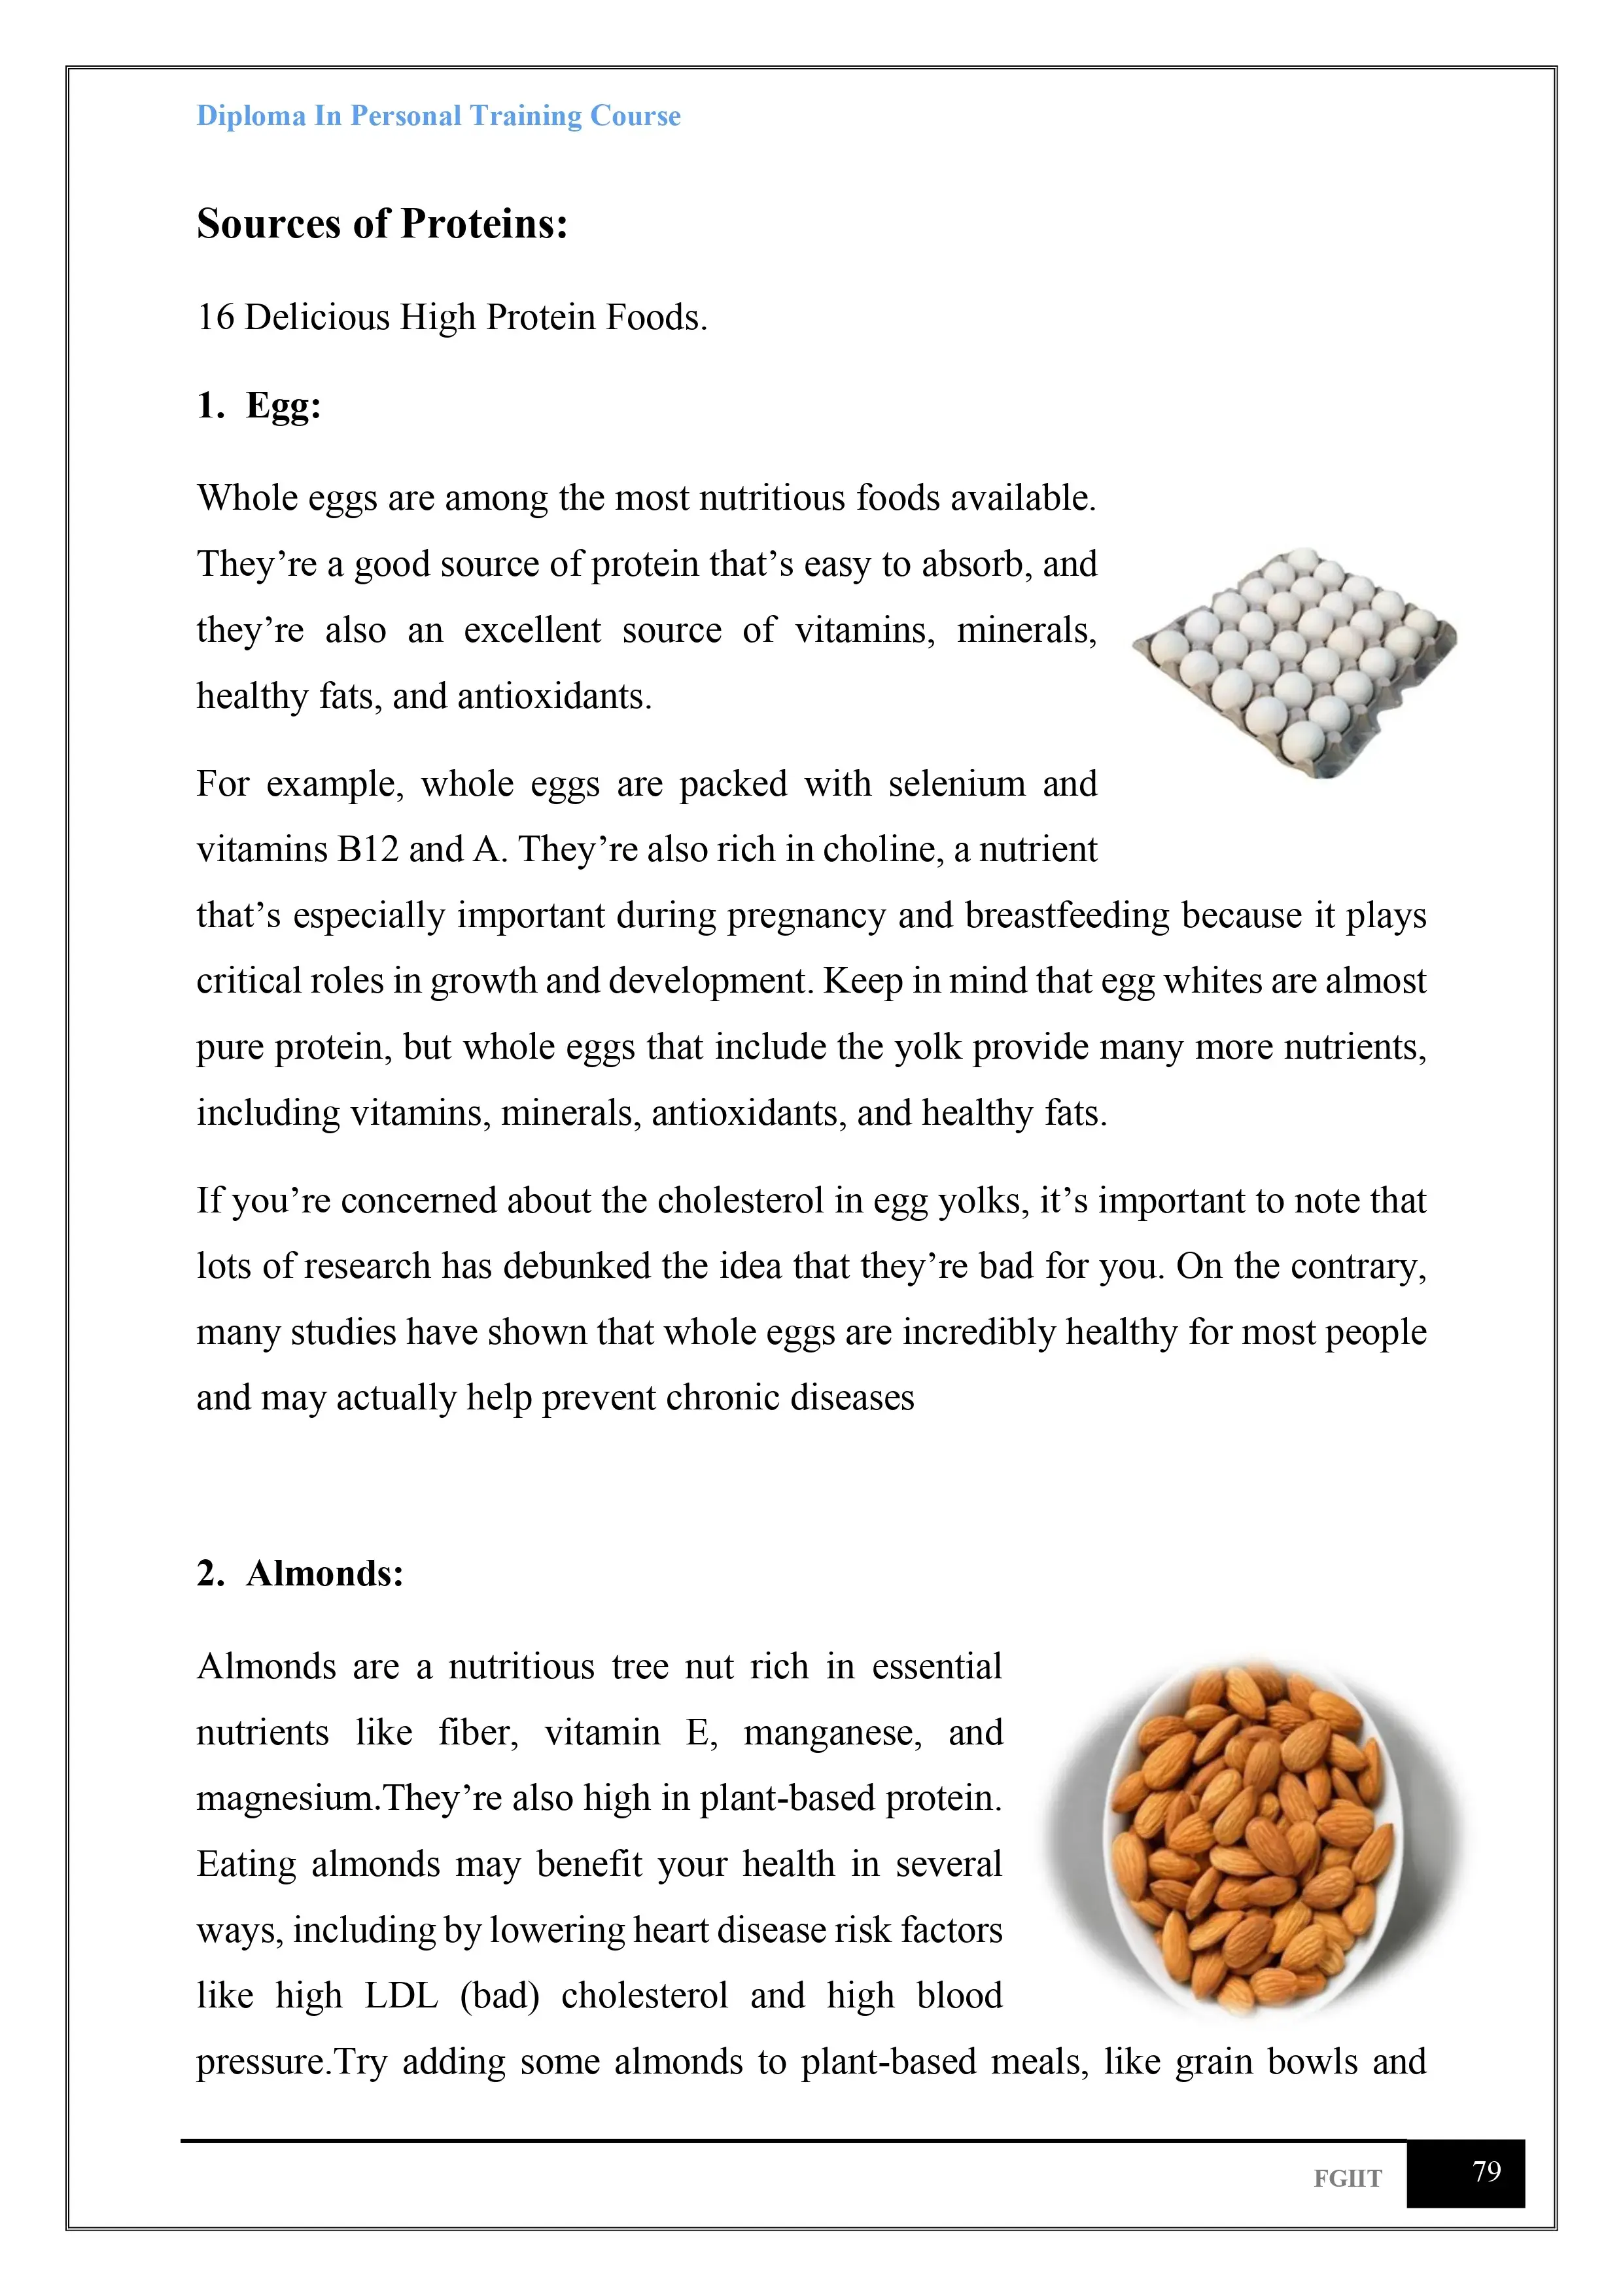 Diploma In Personal Training Course
Sources of Proteins:
16 Delicious High Protein Foods.
1. Egg:
Whole eggs are among the most nutritious foods available.
They’re a good source of protein that’s easy to absorb, and
they’re also an excellent source of vitamins, minerals,
healthy fats, and antioxidants.
For example, whole eggs are packed with selenium and
vitamins B12 and A. They’re also rich in choline, a nutrient
that’s especially important during pregnancy and breastfeeding because it plays
critical roles in growth and development. Keep in mind that egg whites are almost
pure protein, but whole eggs that include the yolk provide many more nutrients,
including vitamins, minerals, antioxidants, and healthy fats.
If you’re concerned about the cholesterol in egg yolks, it’s important to note that
lots of research has debunked the idea that they’re bad for you. On the contrary,
many studies have shown that whole eggs are incredibly healthy for most people
and may actually help prevent chronic diseases
2. Almonds:
Almonds are a nutritious tree nut rich in essential
nutrients like fiber, vitamin E, manganese, and
magnesium.They’re also high in plant-based protein.
Eating almonds may benefit your health in several
ways, including by lowering heart disease risk factors
like high LDL (bad) cholesterol and high blood
pressure.Try adding some almonds to plant-based meals, like grain bowls and
FGIIT 79